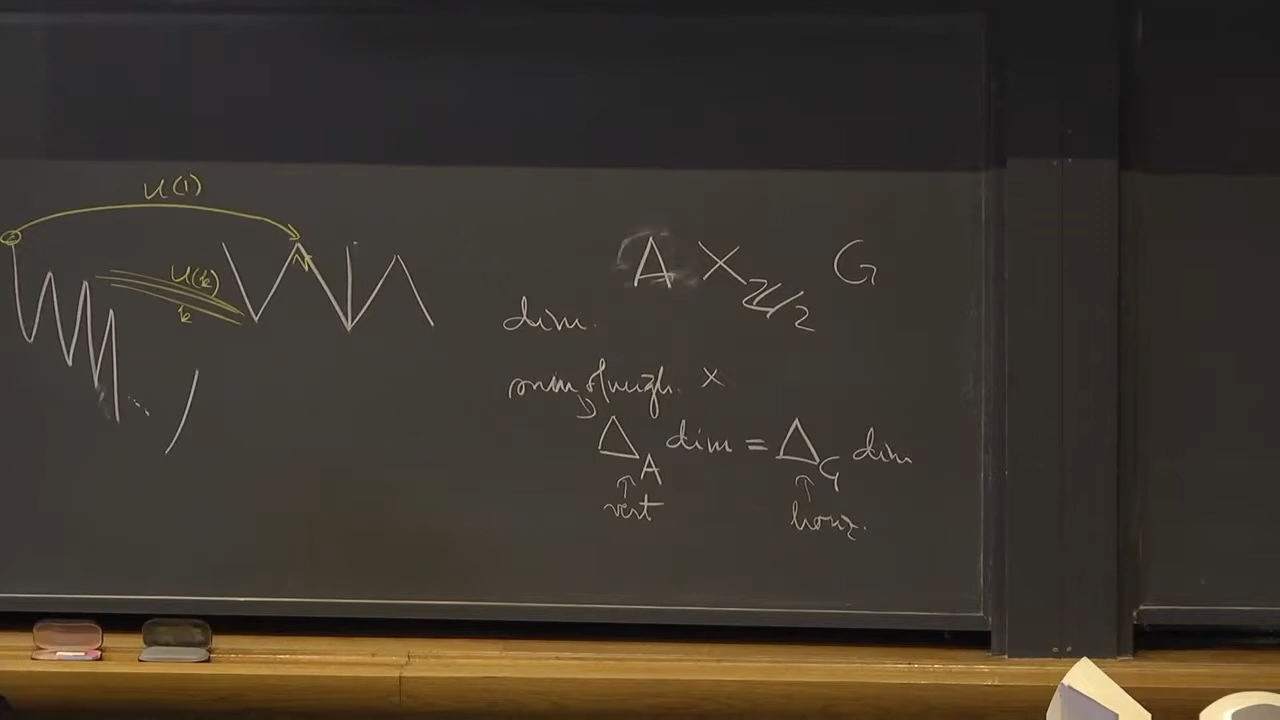 U(1)
U(k)
k
A ×ℤ/2 G
dim.
×
Δ_A dim = Δ_G dim
↑ ↑
vert horiz.